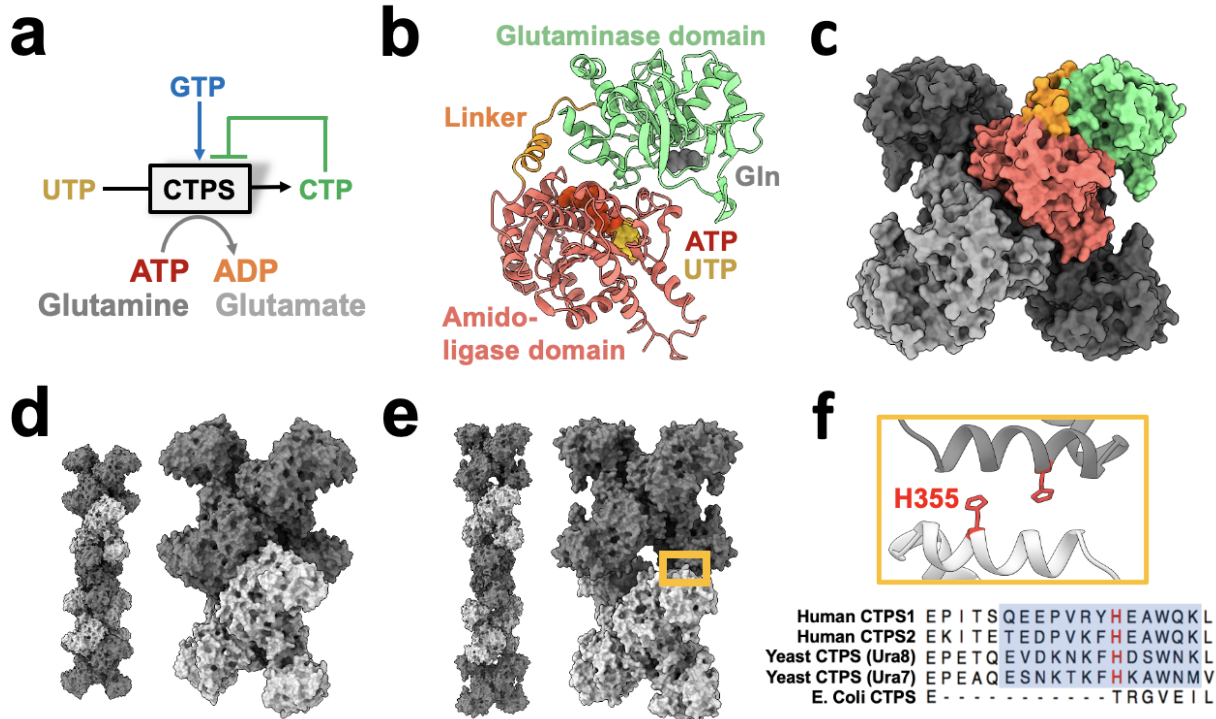 a
GTP
UTP
CTPS
CTP
ATP
ADP
Glutamine
Glutamate
b
Glutaminase domain
Linker
Gln
ATP
UTP
Amido-
ligase domain
c
d
e
f
H355
Human CTPS1 E P I T S Q E E P V R Y H E A W Q K L
Human CTPS2 E K I T E T E D P V K F H E A W Q K L
Yeast CTPS (Ura8) E P E T Q E V D K N K F H D S W N K L
Yeast CTPS (Ura7) E P E A Q E S N K T K F H K A W N M V
E. Coli CTPS E - - - - - - - - - - - T R G V E I L